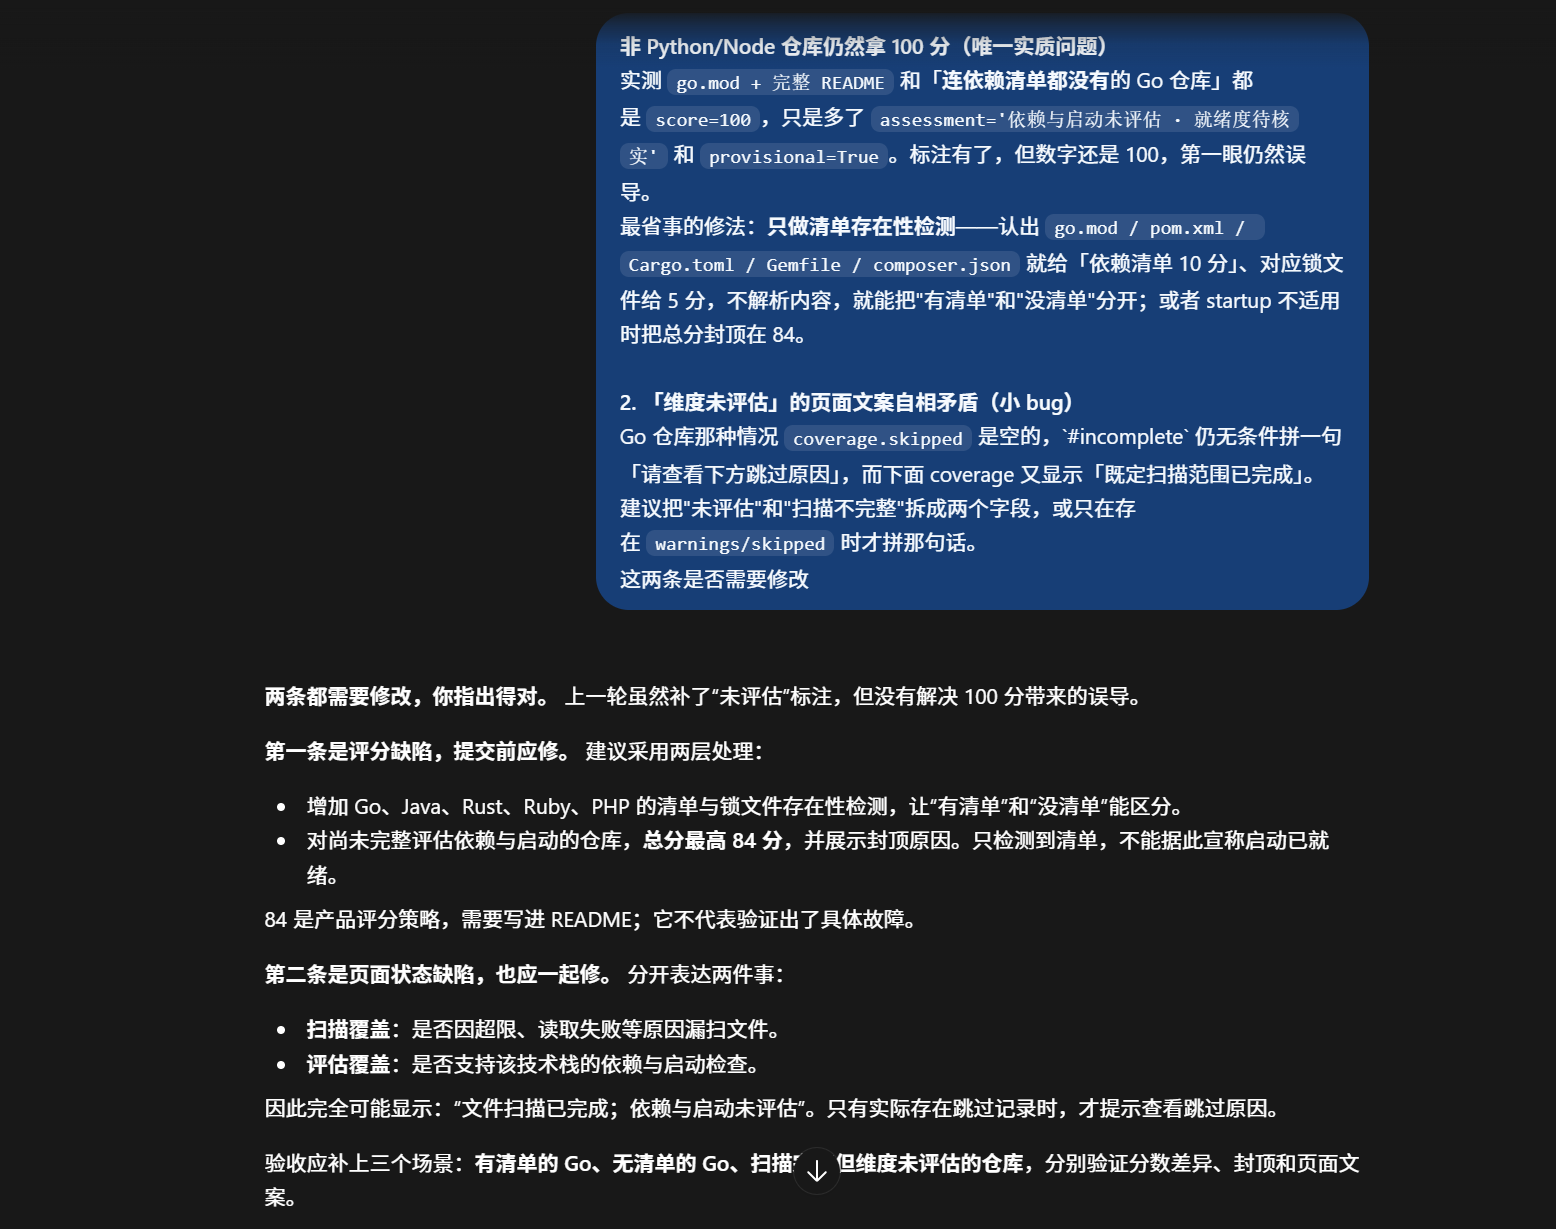 非 Python/Node 仓库仍然拿 100 分（唯一实质问题）
实测 go.mod + 完整 README 和「连依赖清单都没有的 Go 仓库」都
是 score=100，只是多了 assessment='依赖与启动未评估 · 就绪度待核
实' 和 provisional=True。标注有了，但数字还是 100，第一眼仍然误
导。
最省事的修法：只做清单存在性检测——认出 go.mod / pom.xml /
Cargo.toml / Gemfile / composer.json 就给「依赖清单 10 分」、对应锁文
件给 5 分，不解析内容，就能把"有清单"和"没清单"分开；或者 startup 不适用
时把总分封顶在 84。
2. 「维度未评估」的页面文案自相矛盾（小 bug）
Go 仓库那种情况 coverage.skipped 是空的，`#incomplete` 仍无条件拼一句
「请查看下方跳过原因」，而下面 coverage 又显示「既定扫描范围已完成」。
建议把"未评估"和"扫描不完整"拆成两个字段，或只在存
在 warnings/skipped 时才拼那句话。
这两条是否需要修改
两条都需要修改，你指出得对。 上一轮虽然补了“未评估”标注，但没有解决 100 分带来的误导。
第一条是评分缺陷，提交前应修。 建议采用两层处理：
• 增加 Go、Java、Rust、Ruby、PHP 的清单与锁文件存在性检测，让“有清单”和“没清单”能区分。
• 对尚未完整评估依赖与启动的仓库，总分最高 84 分，并展示封顶原因。只检测到清单，不能据此宣称启动已就
绪。
84 是产品评分策略，需要写进 README；它不代表验证出了具体故障。
第二条是页面状态缺陷，也应一起修。 分开表达两件事：
• 扫描覆盖：是否因超限、读取失败等原因漏扫文件。
• 评估覆盖：是否支持该技术栈的依赖与启动检查。
因此完全可能显示：“文件扫描已完成；依赖与启动未评估”。只有实际存在跳过记录时，才提示查看跳过原因。
验收应补上三个场景：有清单的 Go、无清单的 Go、扫描 但维度未评估的仓库，分别验证分数差异、封顶和页面文
案。